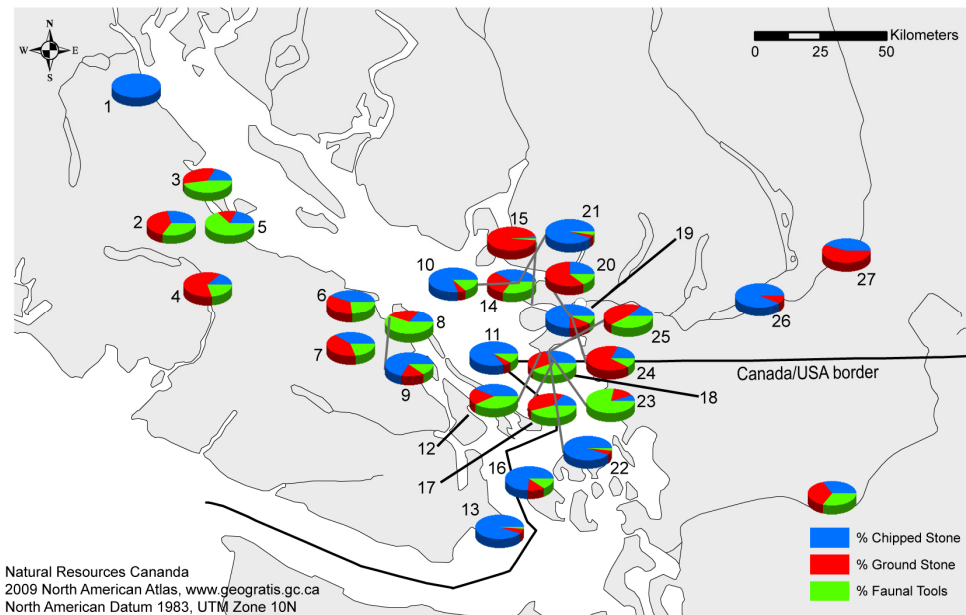 N
W E
S
Kilometers
0 25 50
1
3
2 5
4
15 21
19
10 20
14
27
6
26
8
25
7
11
24
9
Canada/USA border
18
23
12
17
22
16
13
% Chipped Stone
% Ground Stone
% Faunal Tools
Natural Resources Cananda
2009 North American Atlas, www.geogratis.gc.ca
North American Datum 1983, UTM Zone 10N